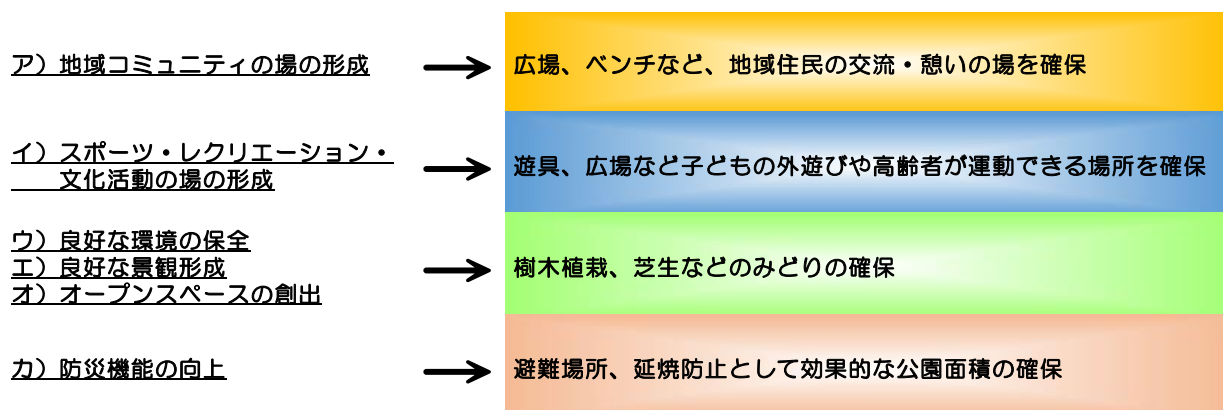 ア）地域コミュニティの場の形成
広場、ベンチなど、地域住民の交流・憩いの場を確保
イ）スポーツ・レクリエーション・
文化活動の場の形成
遊具、広場など子どもの外遊びや高齢者が運動できる場所を確保
ウ）良好な環境の保全
エ）良好な景観形成
オ）オープンスペースの創出
樹木植栽、芝生などのみどりの確保
カ）防災機能の向上
避難場所、延焼防止として効果的な公園面積の確保